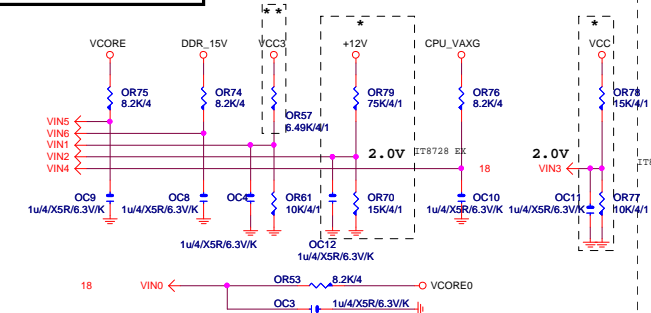 * *
*
*
VCORE
DDR_15V
VCC3
+12V
CPU_VAXG
VCC
OR75
8.2K/4
OR74
8.2K/4
OR57
6.49K/4/1
OR79
75K/4/1
OR76
8.2K/4
OR78
15K/4/1
VIN5
VIN6
VIN1
VIN2
VIN4
2.0V
IT8728 EX
18
2.0V
VIN3
IT8
OC9
1u/4/X5R/6.3V/K
OC8
1u/4/X5R/6.3V/K
OC4
1u/4/X5R/6.3V/K
OR61
10K/4/1
OC12
1u/4/X5R/6.3V/K
OR70
15K/4/1
OC10
1u/4/X5R/6.3V/K
OC11
1u/4/X5R/6.3V/K
OR77
10K/4/1
18
VIN0
OR53
8.2K/4
VCORE0
OC3
1u/4/X5R/6.3V/K